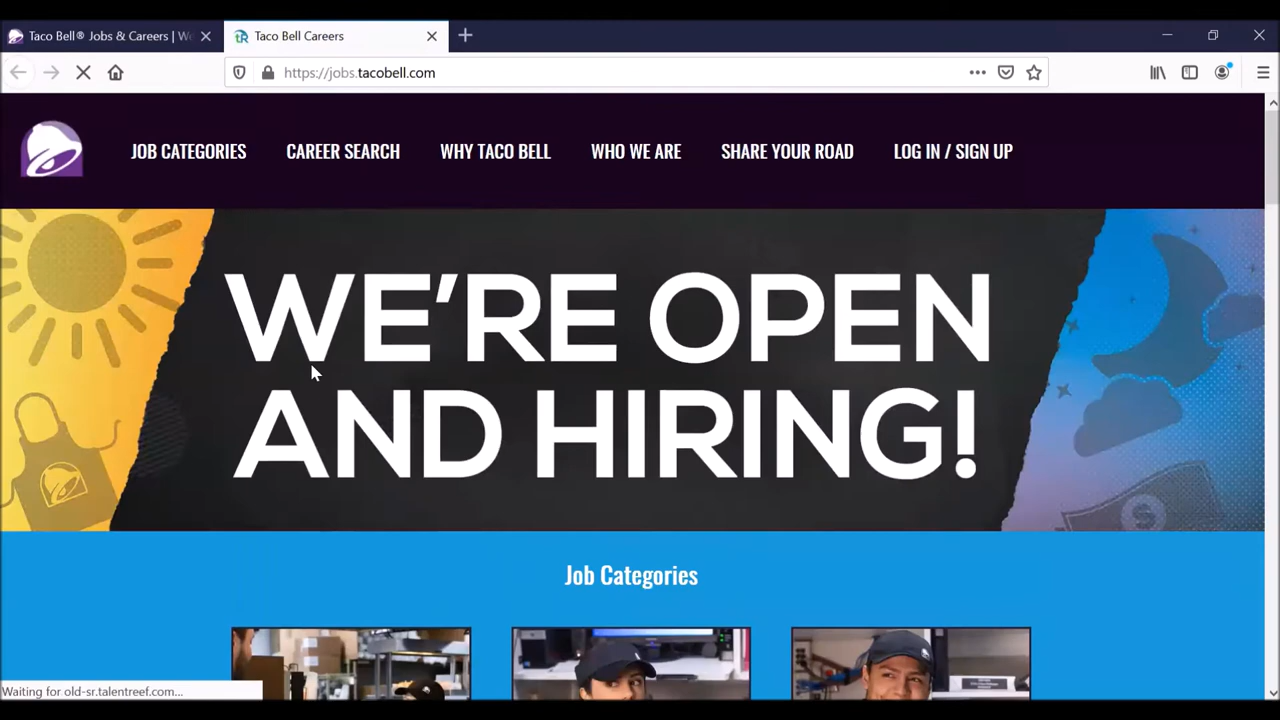 Taco Bell® Jobs & Careers | We
Taco Bell Careers
https://jobs.tacobell.com
JOB CATEGORIES
CAREER SEARCH
WHY TACO BELL
WHO WE ARE
SHARE YOUR ROAD
LOG IN / SIGN UP
WE'RE OPEN
AND HIRING!
Job Categories
Waiting for old-sr.talentreef.com...